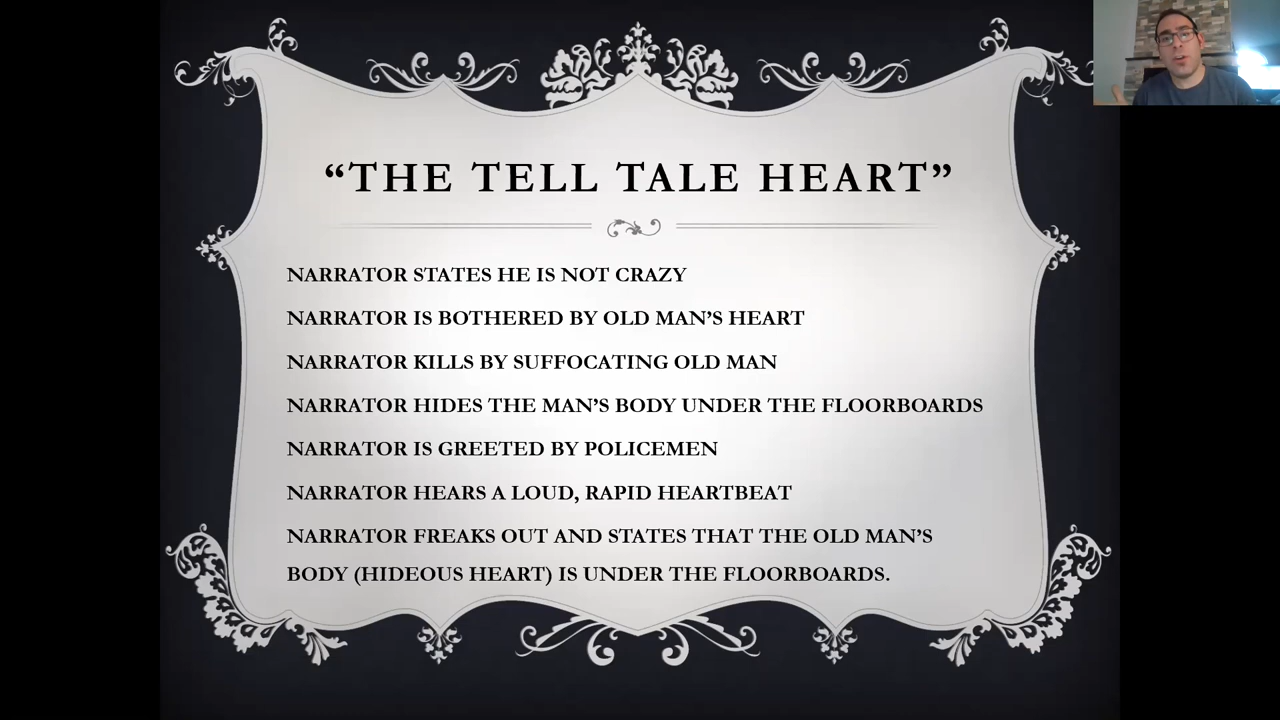 “THE TELL TALE HEART”
NARRATOR STATES HE IS NOT CRAZY
NARRATOR IS BOTHERED BY OLD MAN’S HEART
NARRATOR KILLS BY SUFFOCATING OLD MAN
NARRATOR HIDES THE MAN’S BODY UNDER THE FLOORBOARDS
NARRATOR IS GREETED BY POLICEMEN
NARRATOR HEARS A LOUD, RAPID HEARTBEAT
NARRATOR FREAKS OUT AND STATES THAT THE OLD MAN’S
BODY (HIDEOUS HEART) IS UNDER THE FLOORBOARDS.